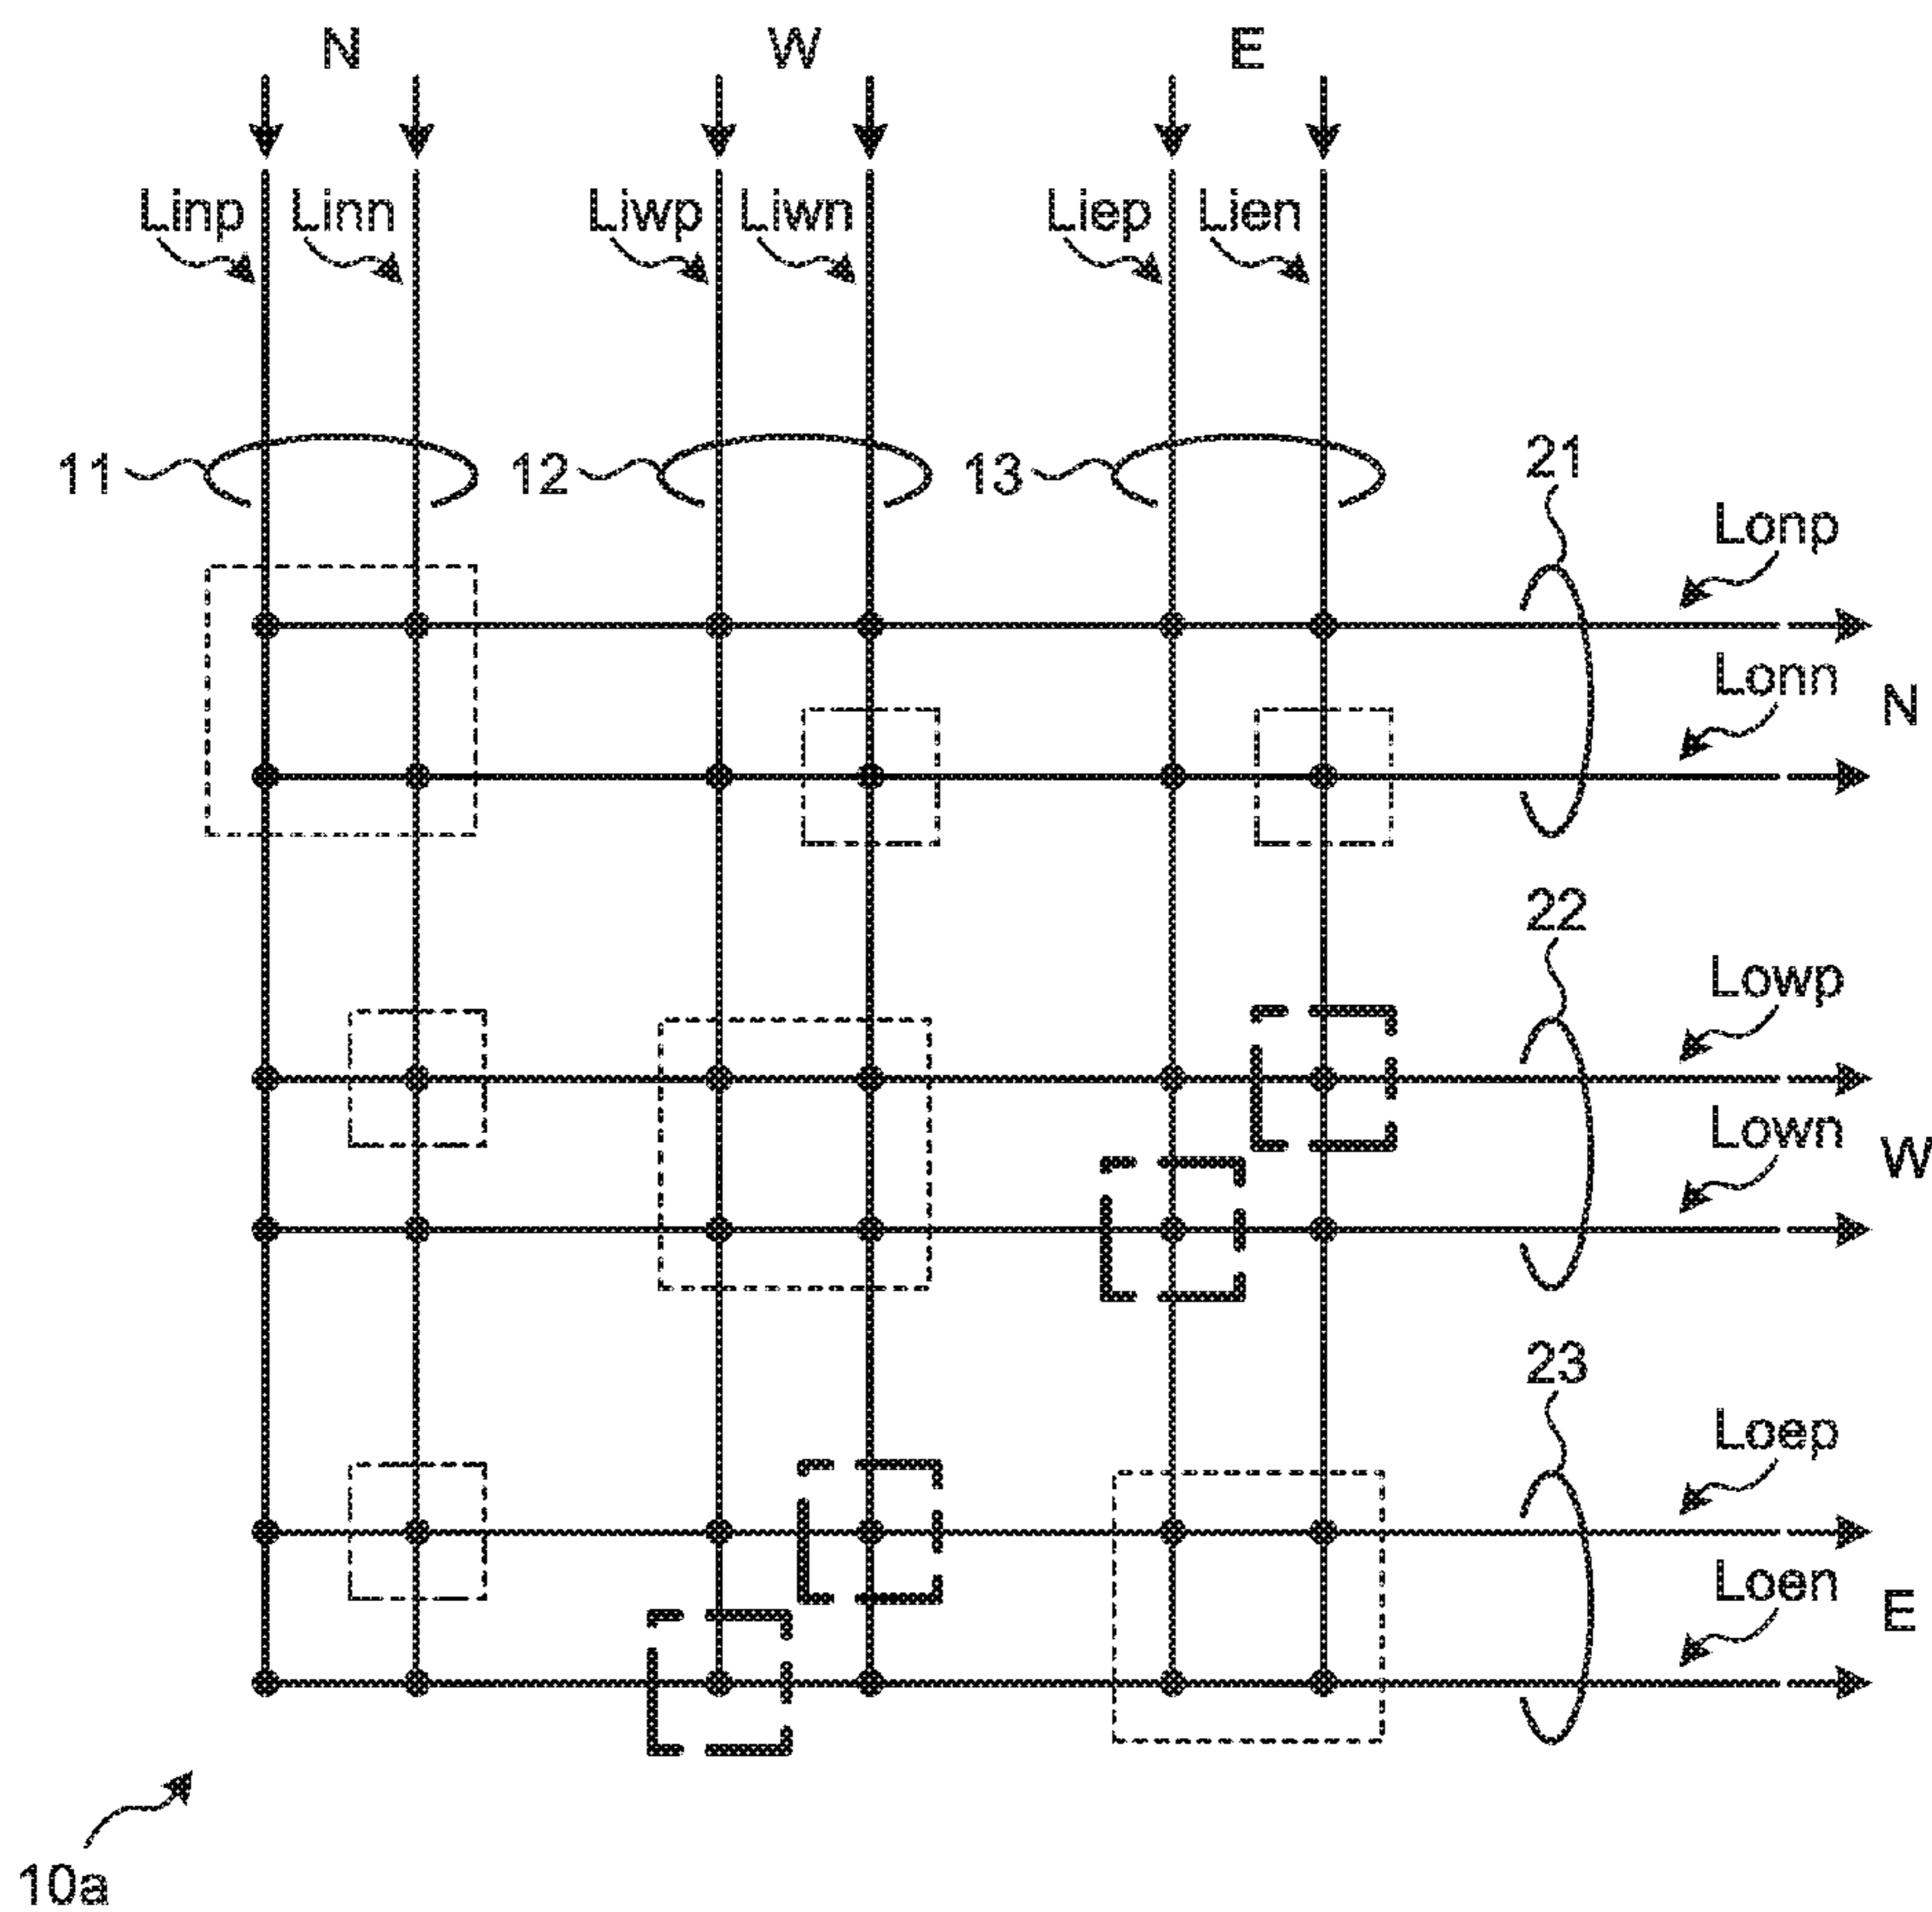 N W E
Linp Linn Liwp Liwn Liep Lien
11 12 13 21
Lonp
Lonn
N
22
Lowp
Lown
W
23
Loep
Loen
E
10a